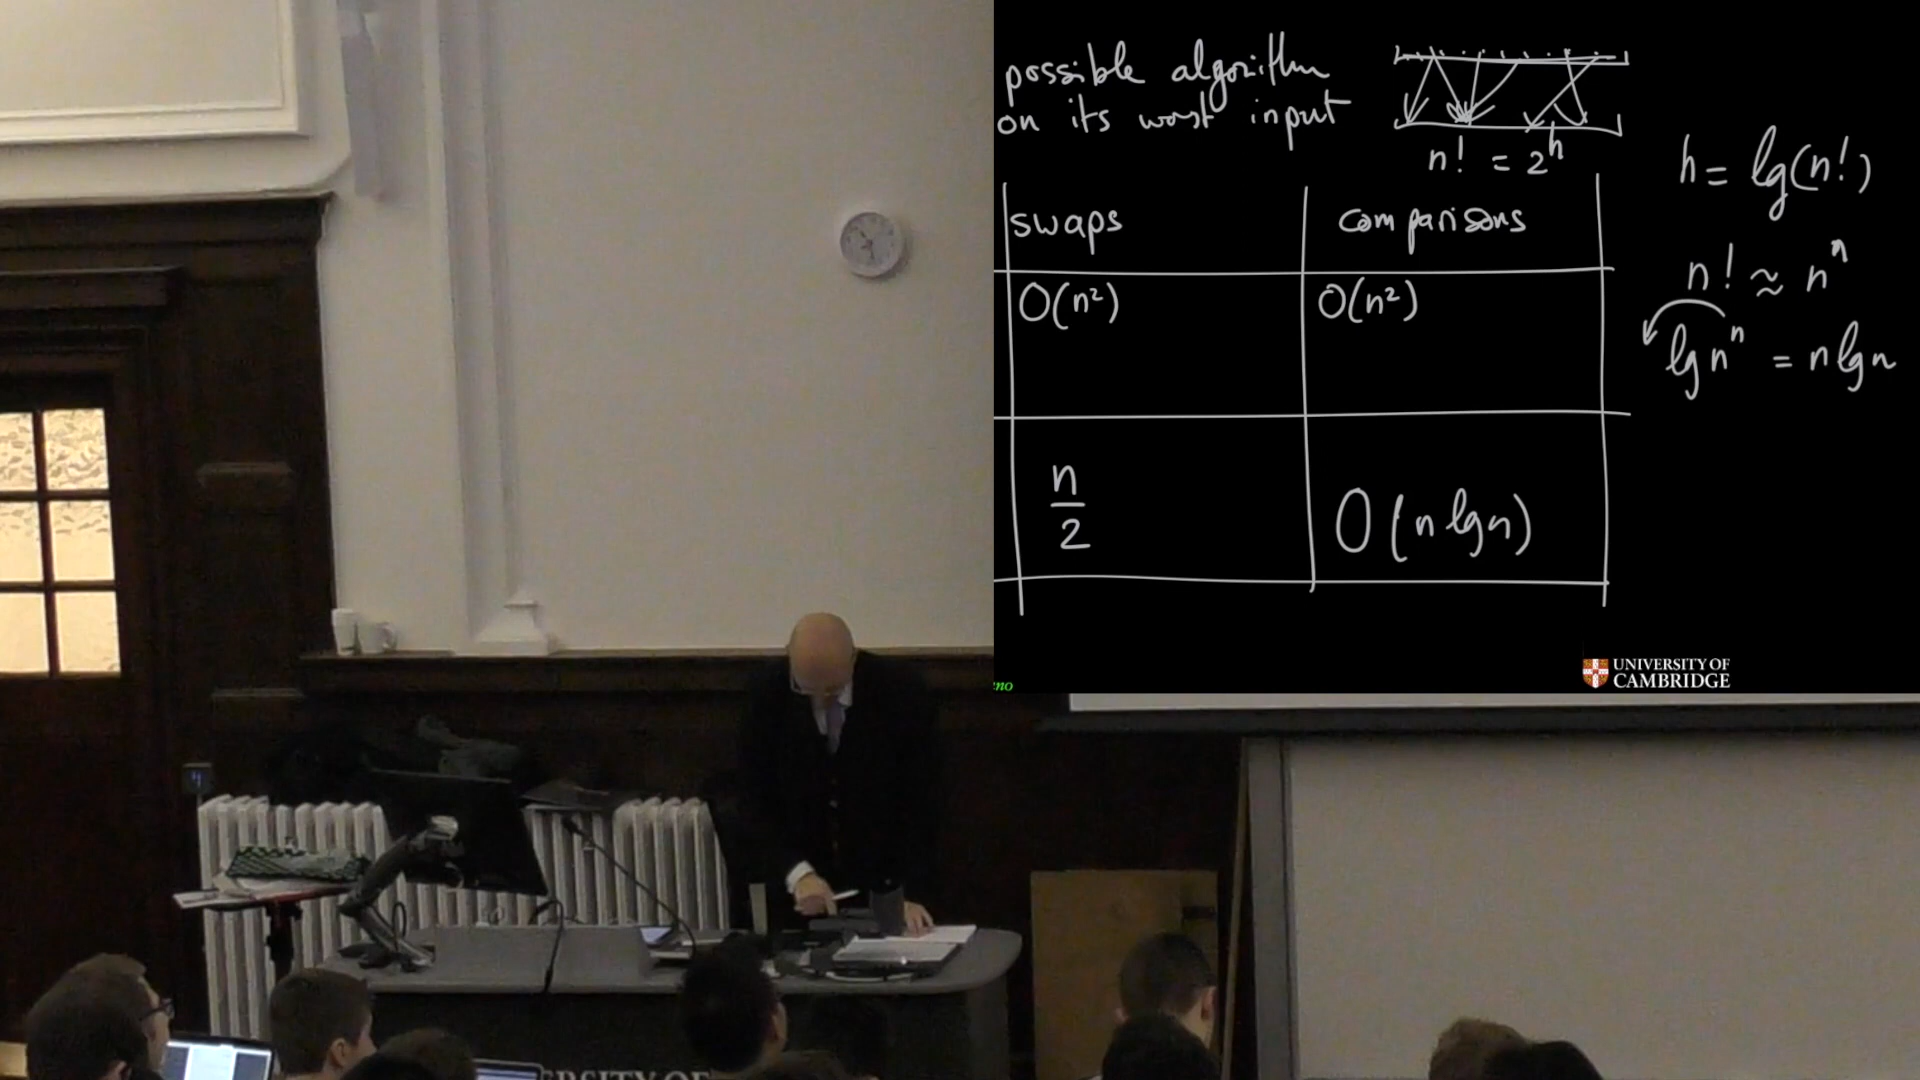 possible algorithm
on its worst input
n! = 2^h
h = lg(n!)
swaps
comparisons
n! ≈ n^n
O(n²)
O(n²)
lg n^n = n lg n
n
2
O(n lg n)
UNIVERSITY OF
CAMBRIDGE